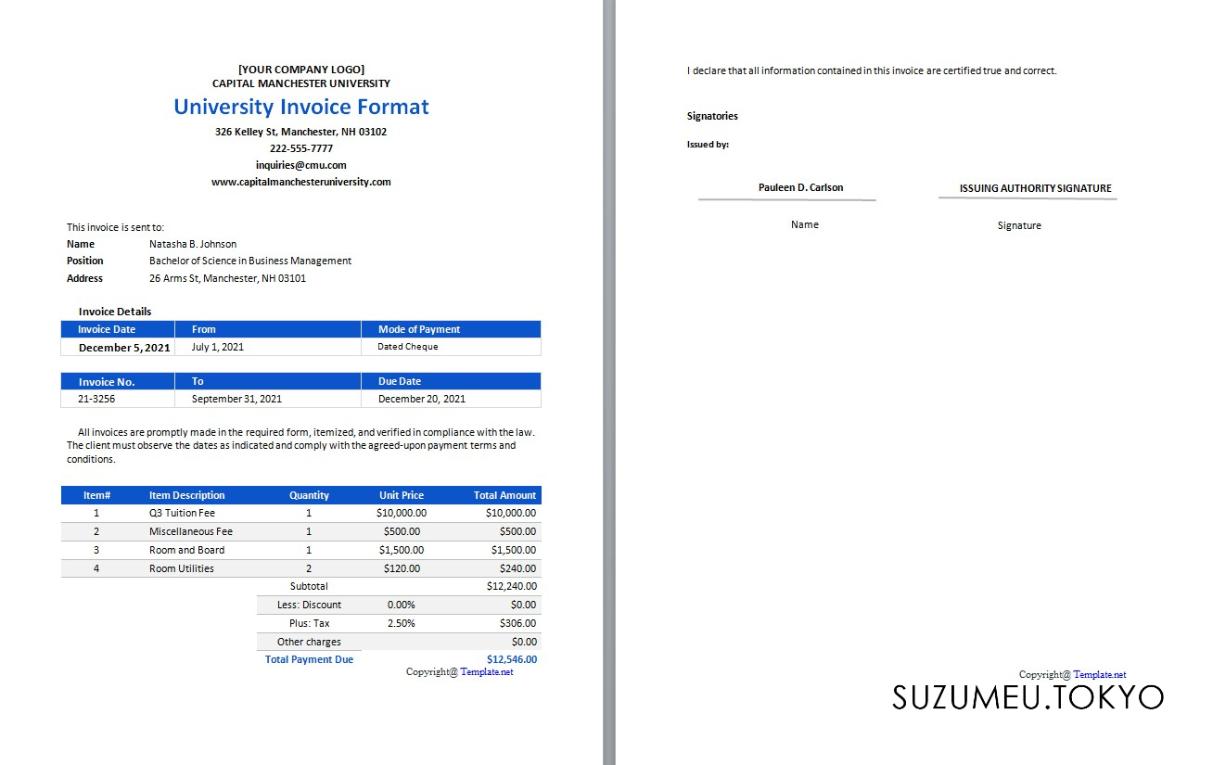 [YOUR COMPANY LOGO]
CAPITAL MANCHESTER UNIVERSITY
University Invoice Format
326 Kelley St, Manchester, NH 03102
222-555-7777
inquiries@cmu.com
www.capitalmanchesteruniversity.com
This invoice is sent to:
Name Natasha B. Johnson
Position Bachelor of Science in Business Management
Address 26 Arms St, Manchester, NH 03101
Invoice Details
Invoice Date From Mode of Payment
December 5, 2021 July 1, 2021 Dated Cheque
Invoice No. To Due Date
21-3256 September 31, 2021 December 20, 2021
All invoices are promptly made in the required form, itemized, and verified in compliance with the law.
The client must observe the dates as indicated and comply with the agreed-upon payment terms and
conditions.
Item# Item Description Quantity Unit Price Total Amount
1 Q3 Tuition Fee 1 $10,000.00 $10,000.00
2 Miscellaneous Fee 1 $500.00 $500.00
3 Room and Board 1 $1,500.00 $1,500.00
4 Room Utilities 2 $120.00 $240.00
Subtotal $12,240.00
Less: Discount 0.00% $0.00
Plus: Tax 2.50% $306.00
Other charges $0.00
Total Payment Due $12,546.00
Copyright@ Template.net
I declare that all information contained in this invoice are certified true and correct.
Signatories
Issued by:
Pauleen D. Carlson ISSUING AUTHORITY SIGNATURE
Name Signature
Copyright@ Template.net
SUZUMEU.TOKYO